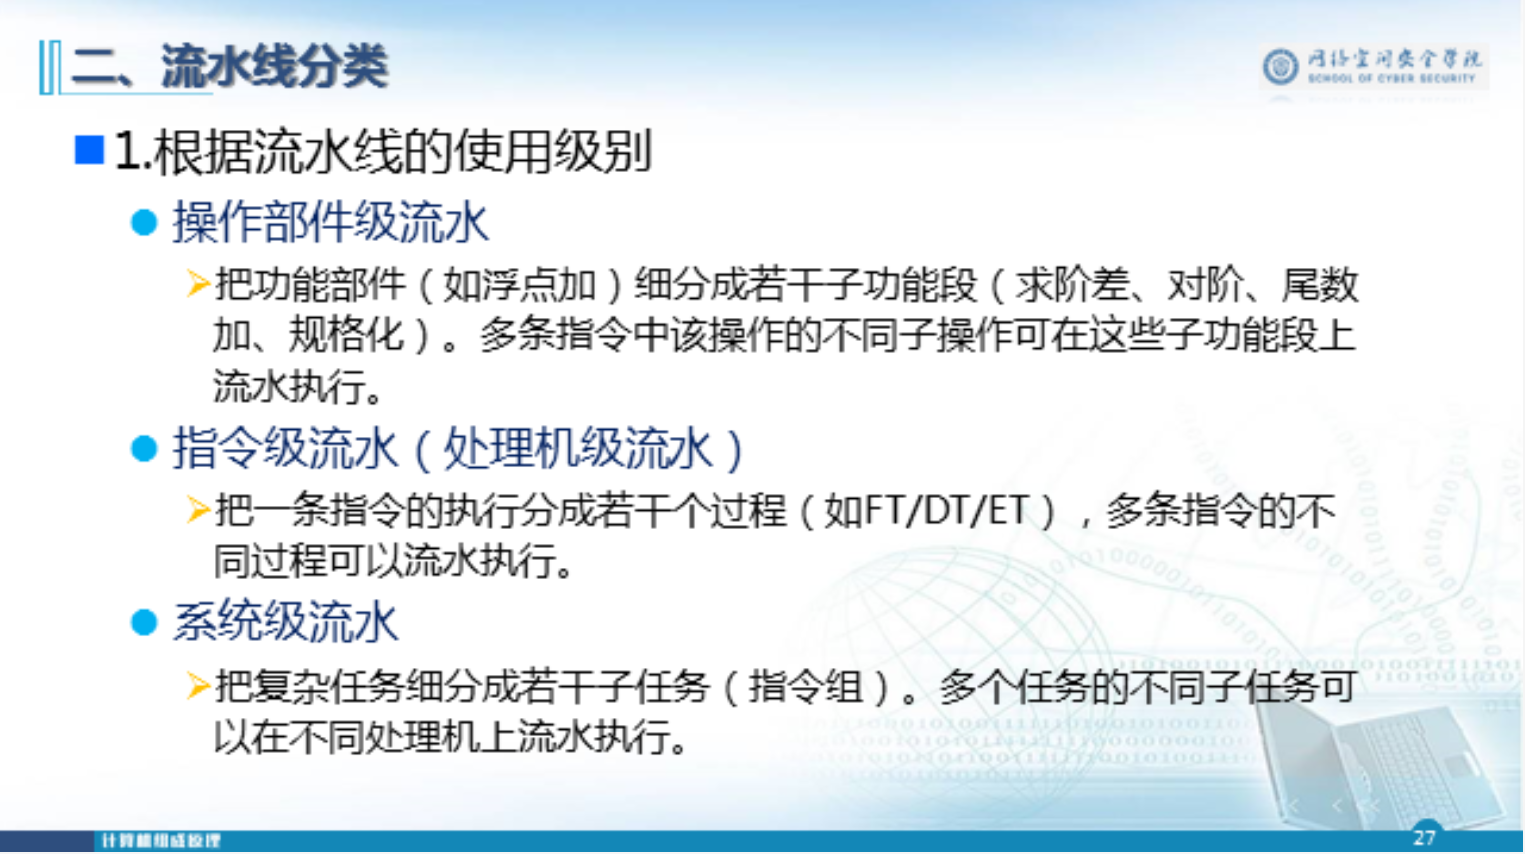 二、流水线分类
网络空间安全学院
SCHOOL OF CYBER SECURITY
1.根据流水线的使用级别
操作部件级流水
把功能部件（如浮点加）细分成若干子功能段（求阶差、对阶、尾数
加、规格化）。多条指令中该操作的不同子操作可在这些子功能段上
流水执行。
指令级流水（处理机级流水）
把一条指令的执行分成若干个过程（如FT/DT/ET），多条指令的不
同过程可以流水执行。
系统级流水
把复杂任务细分成若干子任务（指令组）。多个任务的不同子任务可
以在不同处理机上流水执行。
计算机组成原理
27